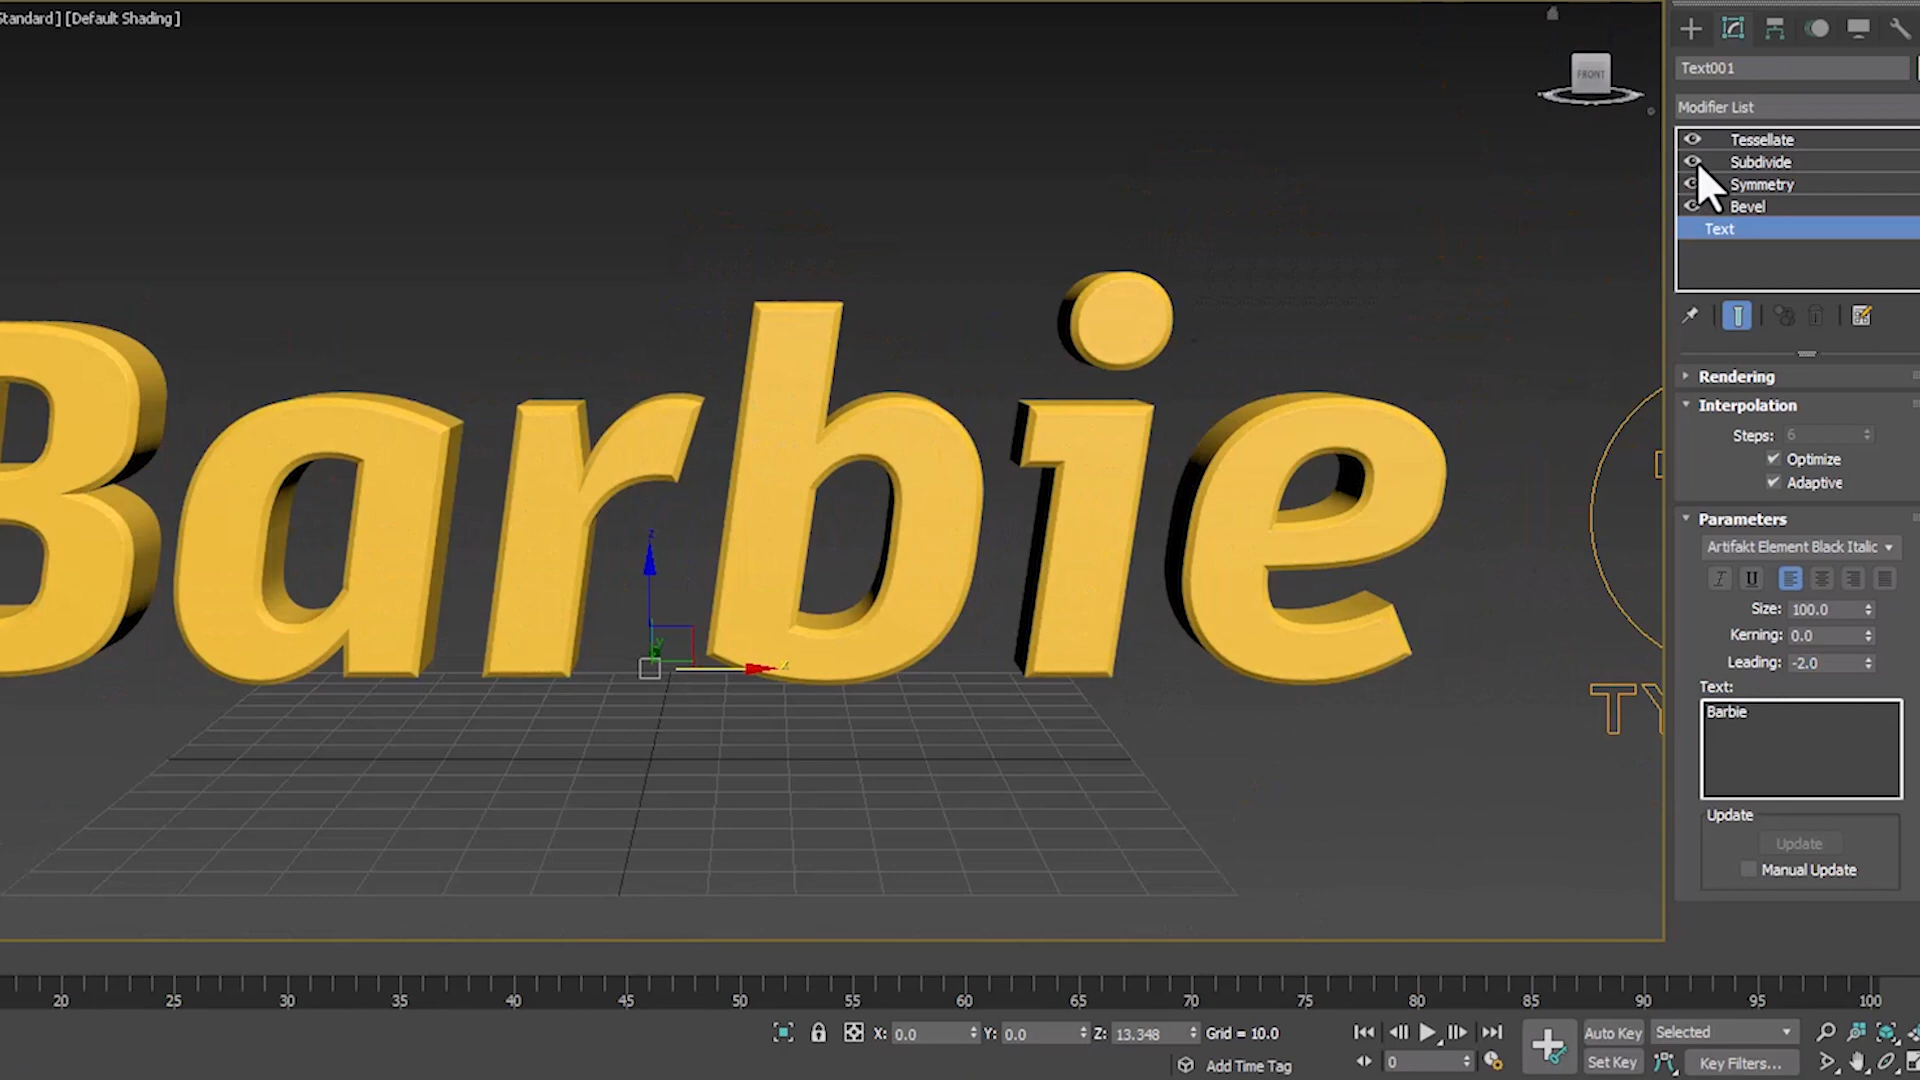 Standard ] [Default Shading ]
FRONT
Barbie
z
y
x
TY
Text001
Modifier List
Tessellate
Subdivide
Symmetry
Bevel
Text
Rendering
Interpolation
Steps: 6
Optimize
Adaptive
Parameters
Artifakt Element Black Italic
I U
Size: 100.0
Kerning: 0.0
Leading: -2.0
Text:
Barbie
Update
Update
Manual Update
20 25 30 35 40 45 50 55 60 65 70 75 80 85 90 95 100
X: 0.0 Y: 0.0 Z: 13.348 Grid = 10.0
Auto Key Selected
Add Time Tag
0
Set Key Key Filters...